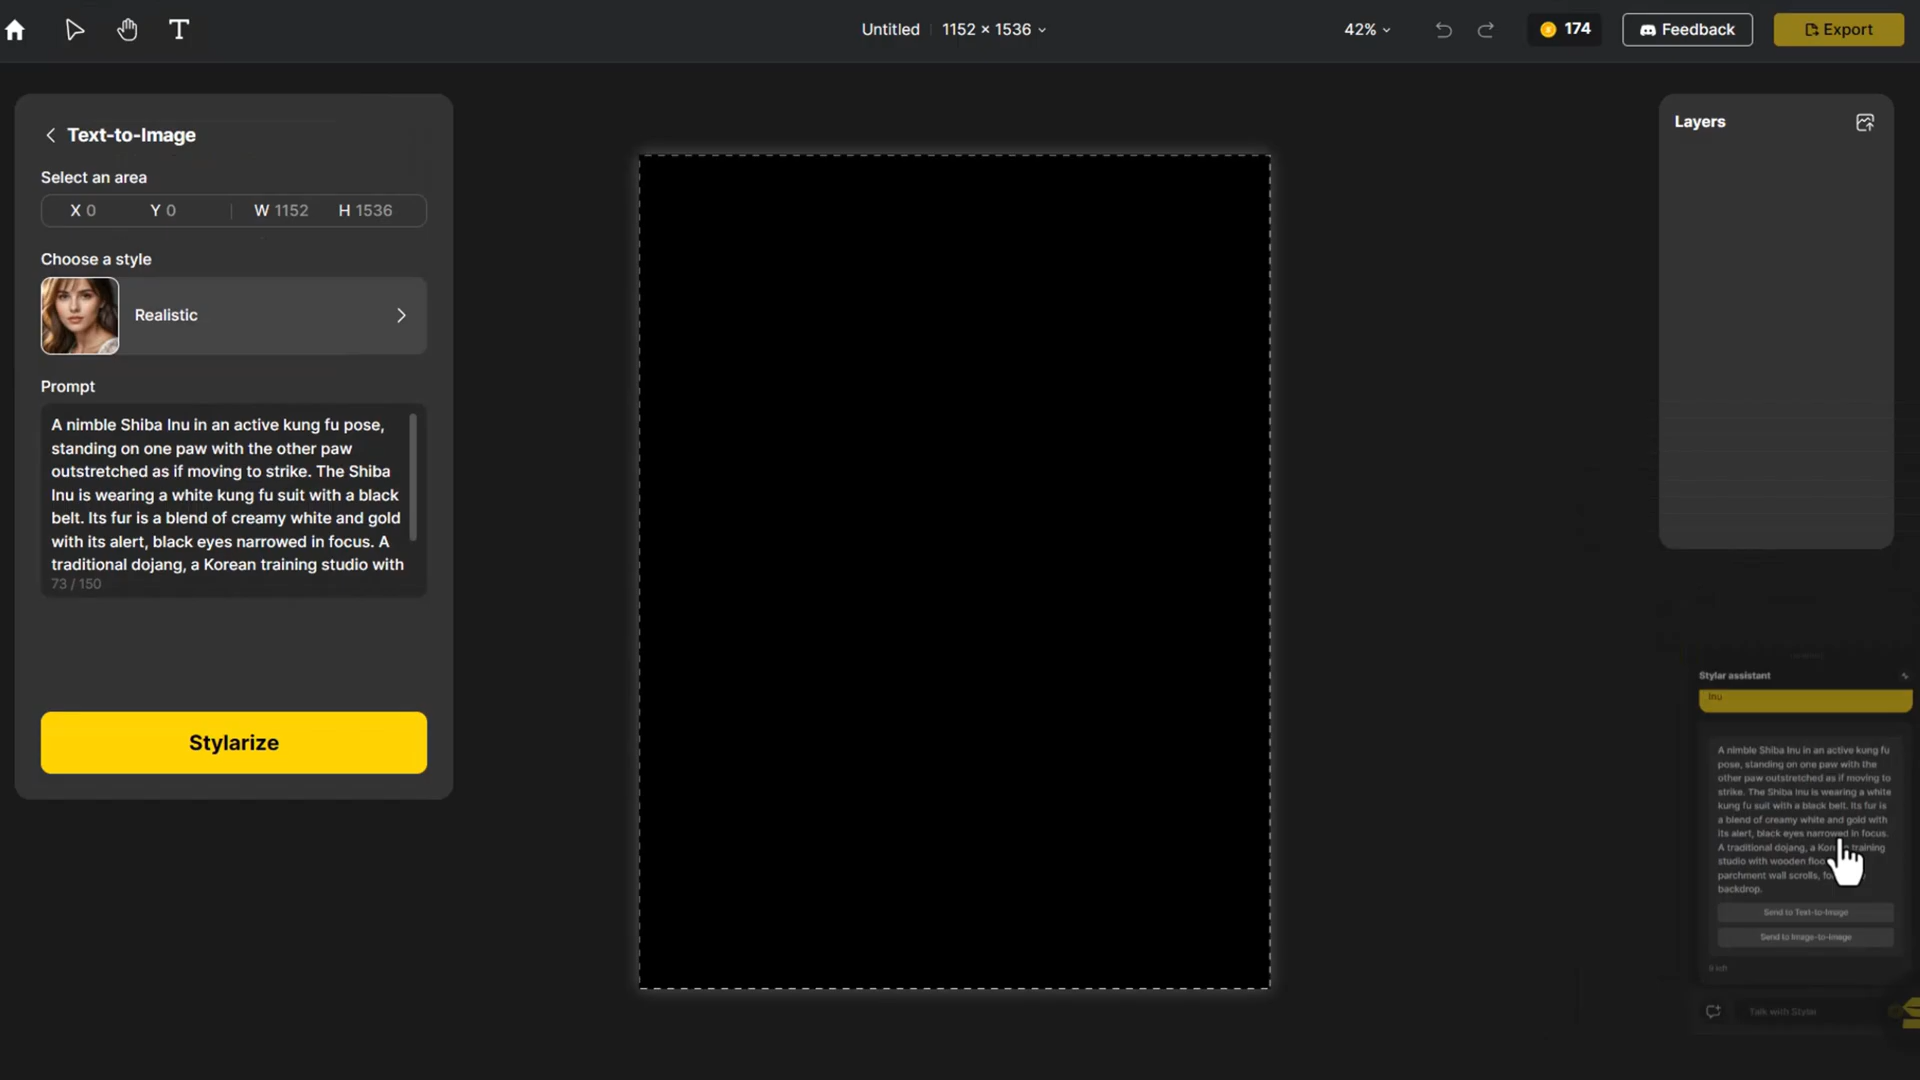 Untitled
1152 × 1536
42%
174
Feedback
Export
Text-to-Image
Select an area
X 0
Y 0
W 1152
H 1536
Choose a style
Realistic
Prompt
A nimble Shiba Inu in an active kung fu pose,
standing on one paw with the other paw
outstretched as if moving to strike. The Shiba
Inu is wearing a white kung fu suit with a black
belt. Its fur is a blend of creamy white and gold
with its alert, black eyes narrowed in focus. A
traditional dojang, a Korean training studio with
73 / 150
Stylarize
Layers
Stylar assistant
Inu
A nimble Shiba Inu in an active kung fu
pose, standing on one paw with the
other paw outstretched as if moving to
strike. The Shiba Inu is wearing a white
kung fu suit with a black belt. Its fur is
a blend of creamy white and gold with
its alert, black eyes narrowed in focus.
A traditional dojang, a training
studio with wooden
parchment wall scrolls,
backdrop.
Send to Text-to-Image
Send to Image-to-Image
9 left
Talk with Stylar